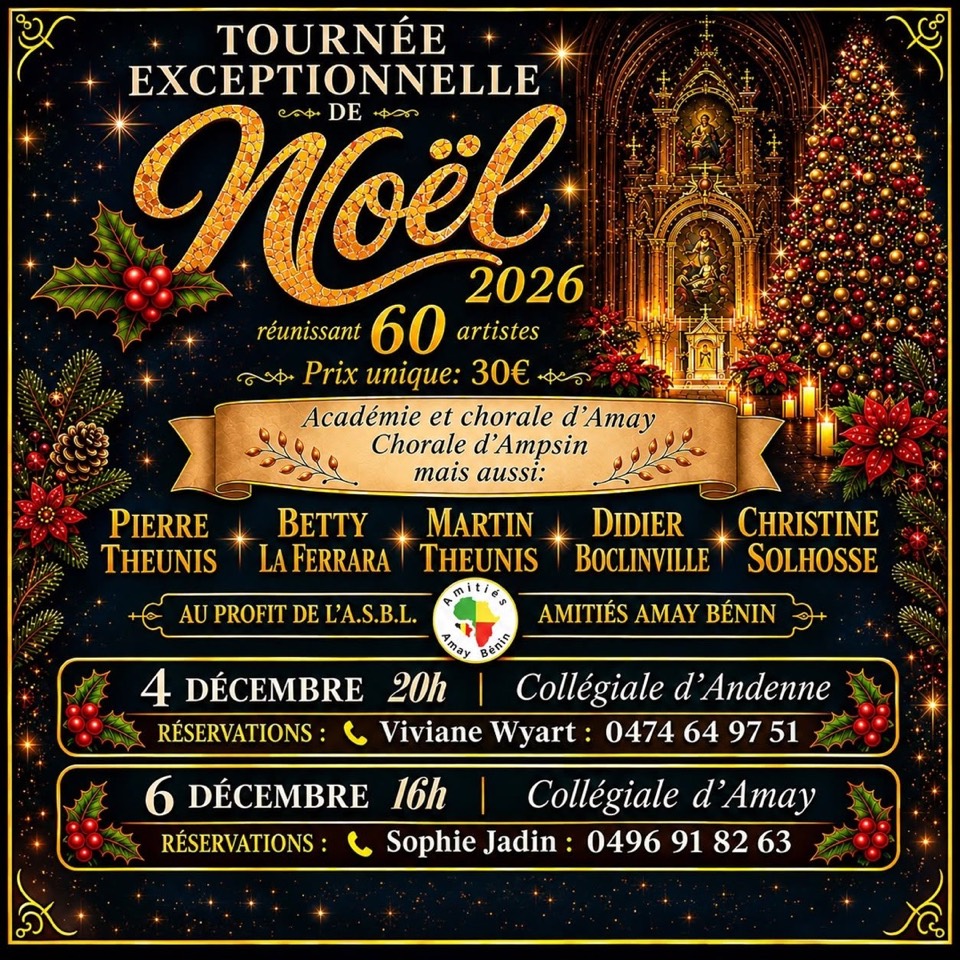 TOURNÉE
EXCEPTIONNELLE
DE
Noël
2026
réunissant 60 artistes
Prix unique: 30€
Académie et chorale d'Amay
Chorale d'Ampsin
mais aussi:
PIERRE THEUNIS
BETTY LA FERRARA
MARTIN THEUNIS
DIDIER BOCLINVILLE
CHRISTINE SOLHOSSE
AU PROFIT DE L'A.S.B.L. Amitiés Amay Bénin AMITIÉS AMAY BÉNIN
4 DÉCEMBRE 20h | Collégiale d'Andenne
RÉSERVATIONS : Viviane Wyart : 0474 64 97 51
6 DÉCEMBRE 16h | Collégiale d'Amay
RÉSERVATIONS : Sophie Jadin : 0496 91 82 63